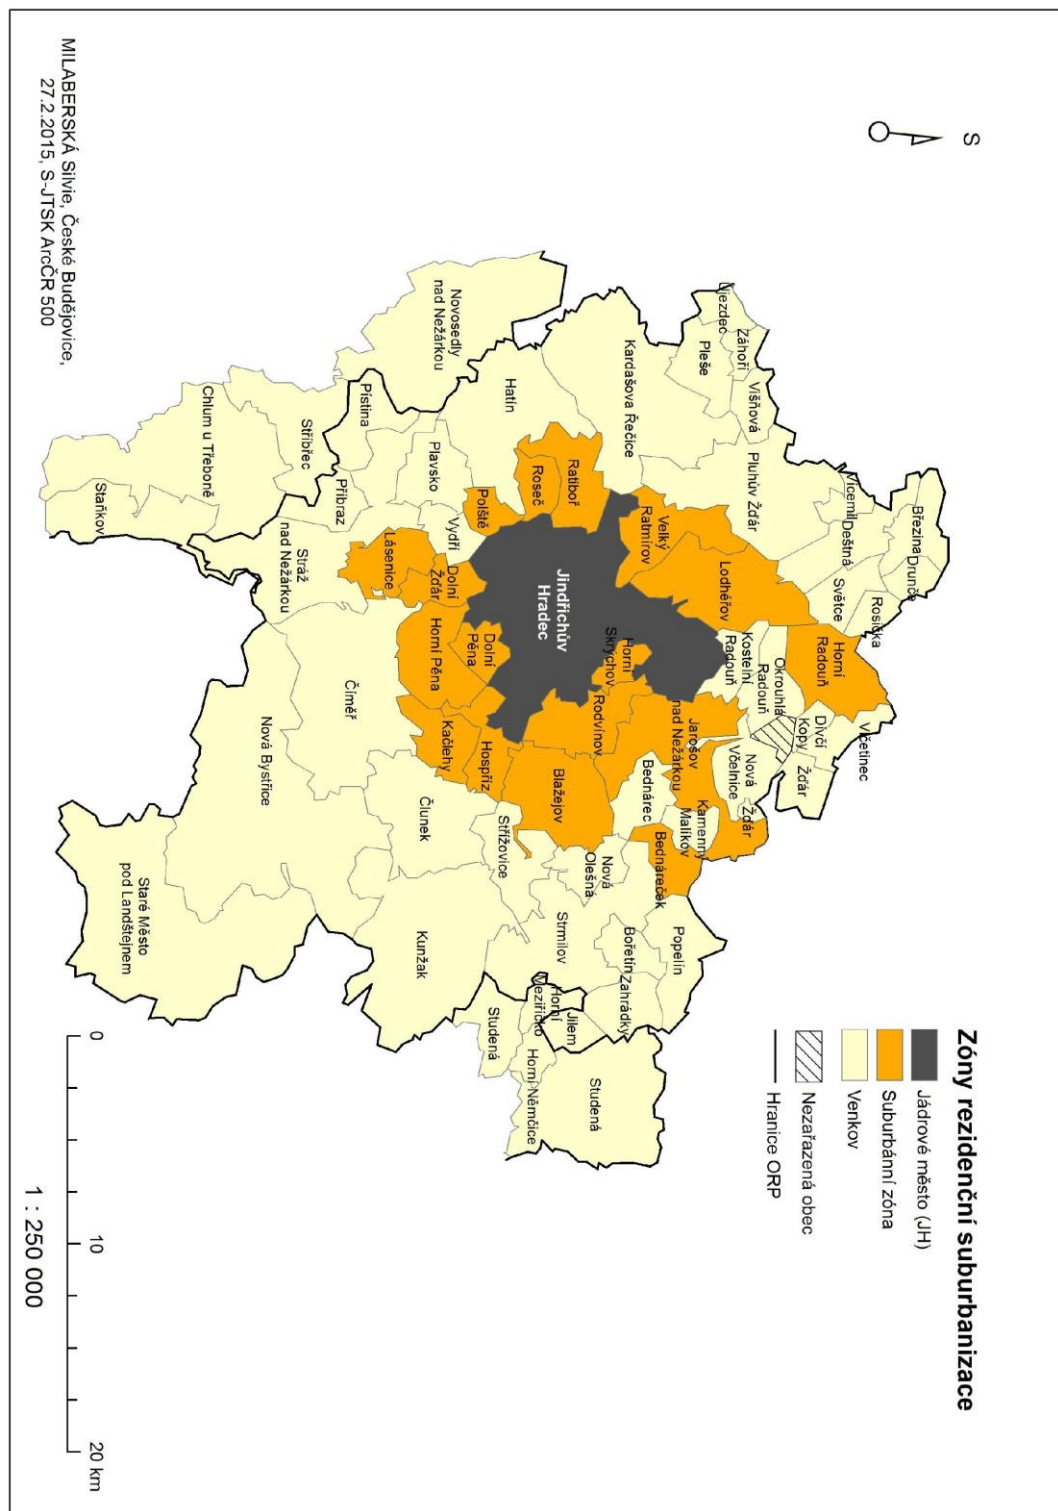 Zóny rezidenční suburbanizace
Jádrové město (JH)
Suburbánní zóna
Venkov
Nezařazená obec
Hranice ORP
S
Vlčetinec
Březina
Drunče
Rosička
Vícemil
Deštná
Světce
Horní
Radouň
Divčí
Kopy
Žďár
Okrouhlá
Radouň
Kostelní
Radouň
Nová
Včelnice
Žďár
Višňová
Záhoří
Újezdec
Pleše
Pluhův Žďár
Lodhéřov
Jarošov
nad Nežárkou
Kamenný
Malíkov
Bednárec
Bednáreček
Popelín
Kardašova Řečice
Velký
Ratmírov
Horní
Skrýchov
Rodvínov
Blažejov
Nová
Olešná
Bořetín
Zahrádky
Studená
Strmilov
Jilem
Horní
Meziříčko
Horní Němčice
Studená
Hatín
Ratiboř
Roseč
Polště
Jindřichův
Hradec
Dolní
Pěna
Hospříz
Střížovice
Novosedly
nad Nežárkou
Plavsko
Vydří
Dolní
Žďár
Horní Pěna
Kačlehy
Člunek
Kunžak
Lásenice
Pístina
Příbraz
Stříbřec
Stráž
nad Nežárkou
Číměř
Nová Bystřice
Chlum u Třeboně
Staňkov
Staré Město
pod Landštejnem
MILABERSKÁ Silvie, České Budějovice,
27.2.2015, S-JTSK ArcČR 500
0 10 20 km
1 : 250 000